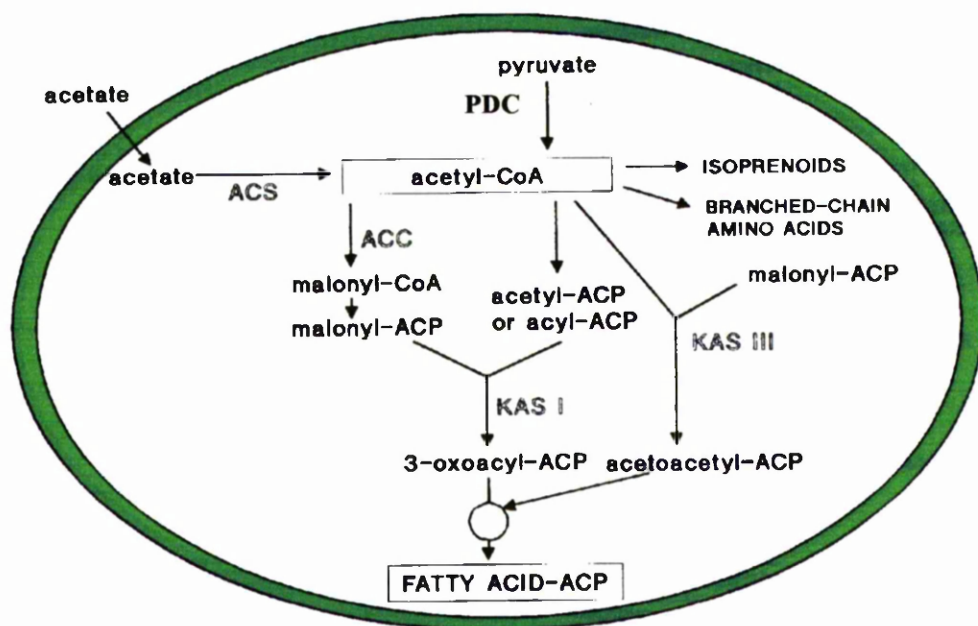 pyruvate
acetate
PDC
acetate
ACS
acetyl-CoA
ISOPRENOIDS
BRANCHED-CHAIN
AMINO ACIDS
ACC
malonyl-CoA
malonyl-ACP
acetyl-ACP
or acyl-ACP
malonyl-ACP
KAS III
KAS I
3-oxoacyl-ACP
acetoacetyl-ACP
FATTY ACID-ACP